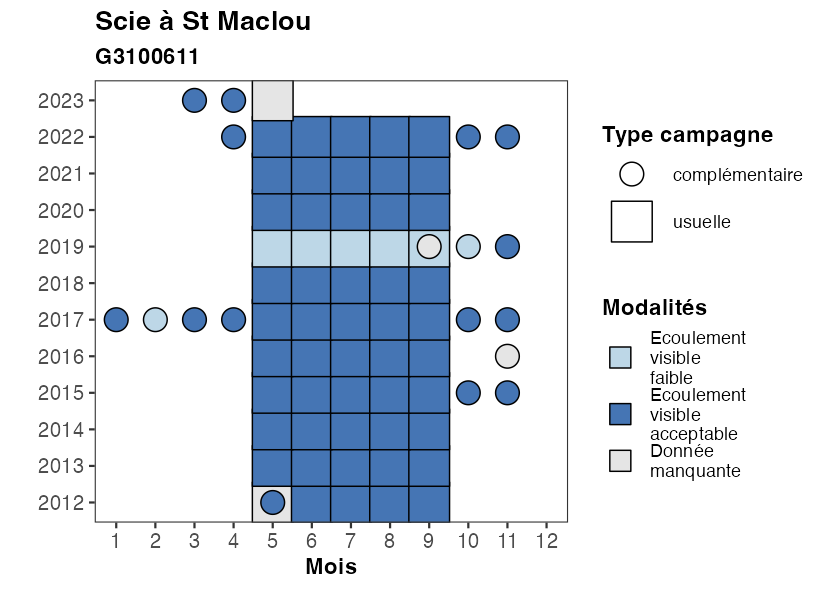 Scie à St Maclou
G3100611
2023
2022
2021
2020
2019
2018
2017
2016
2015
2014
2013
2012
1 2 3 4 5 6 7 8 9 10 11 12
Mois
Type campagne
complémentaire
usuelle
Modalités
Ecoulement
visible
faible
Ecoulement
visible
acceptable
Donnée
manquante